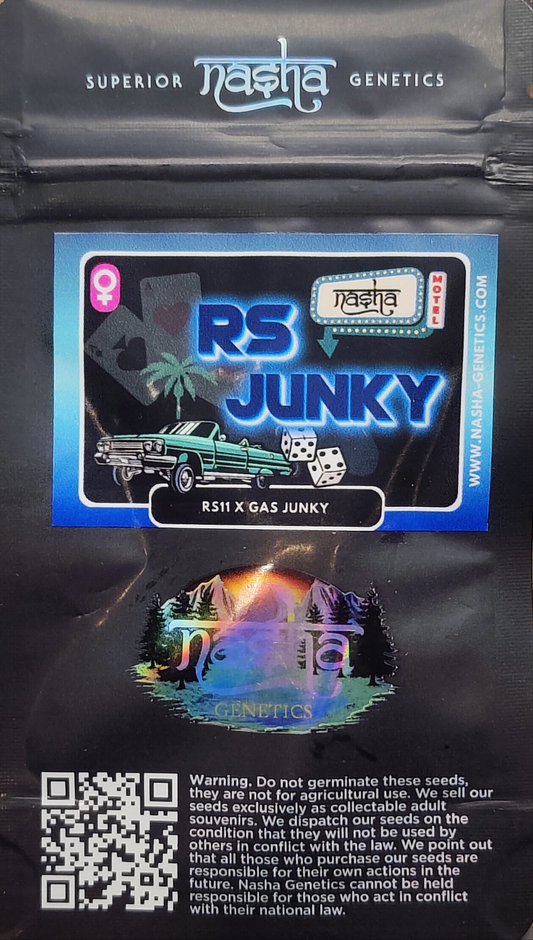 SUPERIOR nasha GENETICS
A
nasha
MOTEL
RS
JUNKY
RS11 X GAS JUNKY
WWW.NASHA-GENETICS.COM
nasha
GENETICS
Warning. Do not germinate these seeds,
they are not for agricultural use. We sell our
seeds exclusively as collectable adult
souvenirs. We dispatch our seeds on the
condition that they will not be used by
others in conflict with the law. We point out
that all those who purchase our seeds are
responsible for their own actions in the
future. Nasha Genetics cannot be held
responsible for those who act in conflict
with their national law.